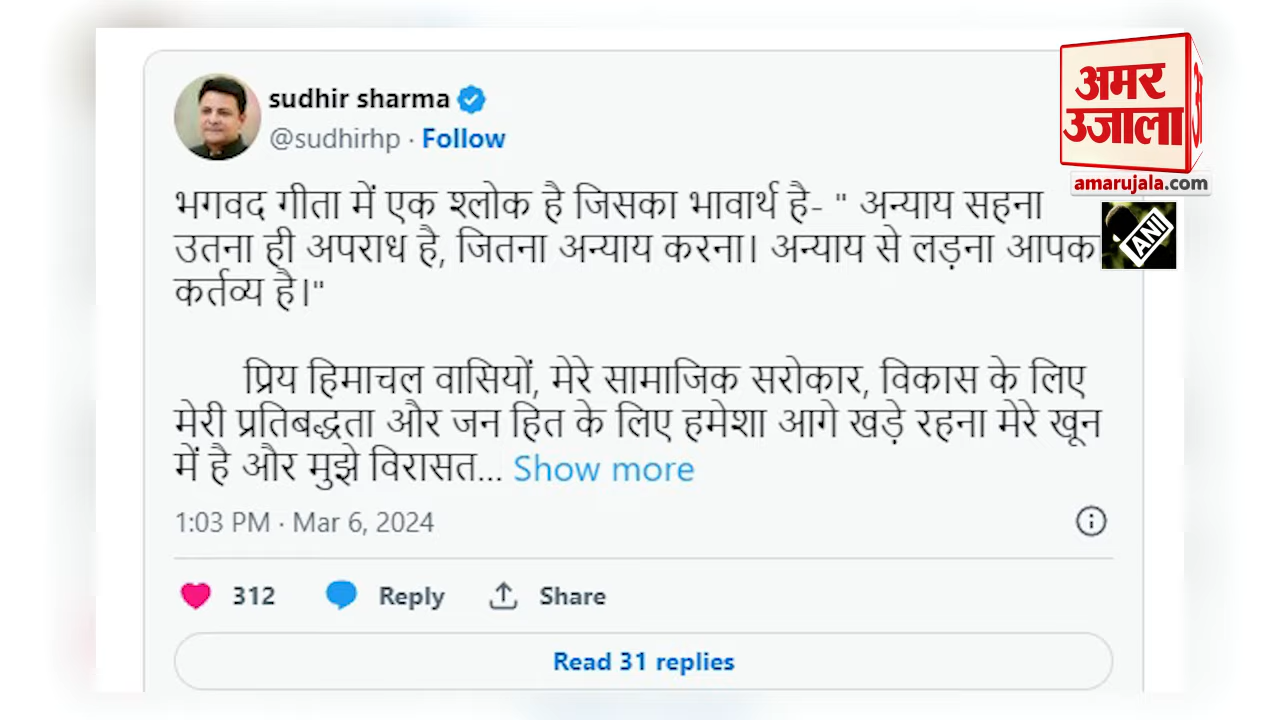 sudhir sharma
@sudhirhp · Follow
भगवद गीता में एक श्लोक है जिसका भावार्थ है- " अन्याय सहना
उतना ही अपराध है, जितना अन्याय करना। अन्याय से लड़ना आपक
कर्तव्य है।"
प्रिय हिमाचल वासियों, मेरे सामाजिक सरोकार, विकास के लिए
मेरी प्रतिबद्धता और जन हित के लिए हमेशा आगे खड़े रहना मेरे खून
में है और मुझे विरासत... Show more
1:03 PM · Mar 6, 2024
312 Reply Share
Read 31 replies
अमर
उजाला
amarujala.com
ANI